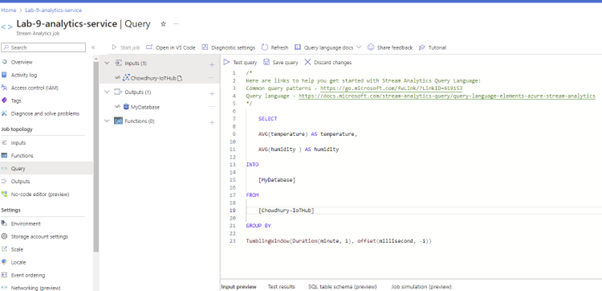 Home > Lab-9-analytics-service >
Lab-9-analytics-service | Query
Stream Analytics job
Search
Overview
Activity log
Access control (IAM)
Tags
Diagnose and solve problems
Job topology
Inputs
Functions
Query
Outputs
No-code editor (preview)
Settings
Environment
Storage account settings
Scale
Locale
Event ordering
Networking (preview)
Start job Open in VS Code Diagnostic settings Refresh Query language docs Share feedback Tutorial
Inputs (1)
Chowdhury-IoTHub
Outputs (1)
MyDatabase
Functions (0)
Test query Save query Discard changes
1 /*
2 Here are links to help you get started with Stream Analytics Query Language:
3 Common query patterns - https://go.microsoft.com/fwLink/?LinkID=619153
4 Query language - https://docs.microsoft.com/stream-analytics-query/query-language-elements-azure-stream-analytics
5 */
6
7 SELECT
8
9 AVG(tamperature) AS temperature,
10
11 AVG(humidity ) AS Humidity
12
13 INTO
14
15 [MyDatabase]
16
17 FROM
18
19 [Chowdhury-IoTHub]
20
21 GROUP BY
22
23 TumblingWindow(Duration(minute, 1), Offset(millisecond, -1))
Input preview Test results SQL table schema (preview) Job simulation (preview)